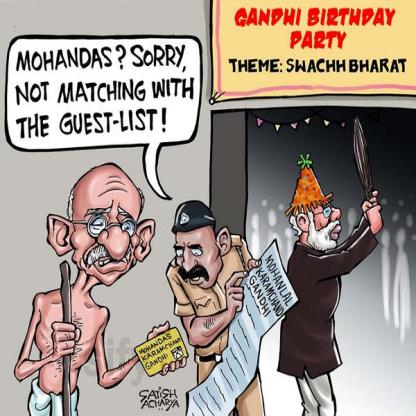 GANDHI BIRTHDAY
PARTY
THEME: SWACHH BHARAT
MOHANDAS? SORRY,
NOT MATCHING WITH
THE GUEST-LIST!
MOHANDAS
KARAMCHAND
GANDHI
MOHANLAL
KARAMCHAND
GANDHI
SATISH
ACHARYA